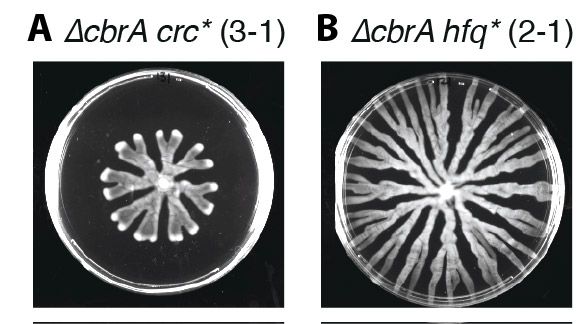 A ΔcbrA crc* (3-1)
B ΔcbrA hfq* (2-1)